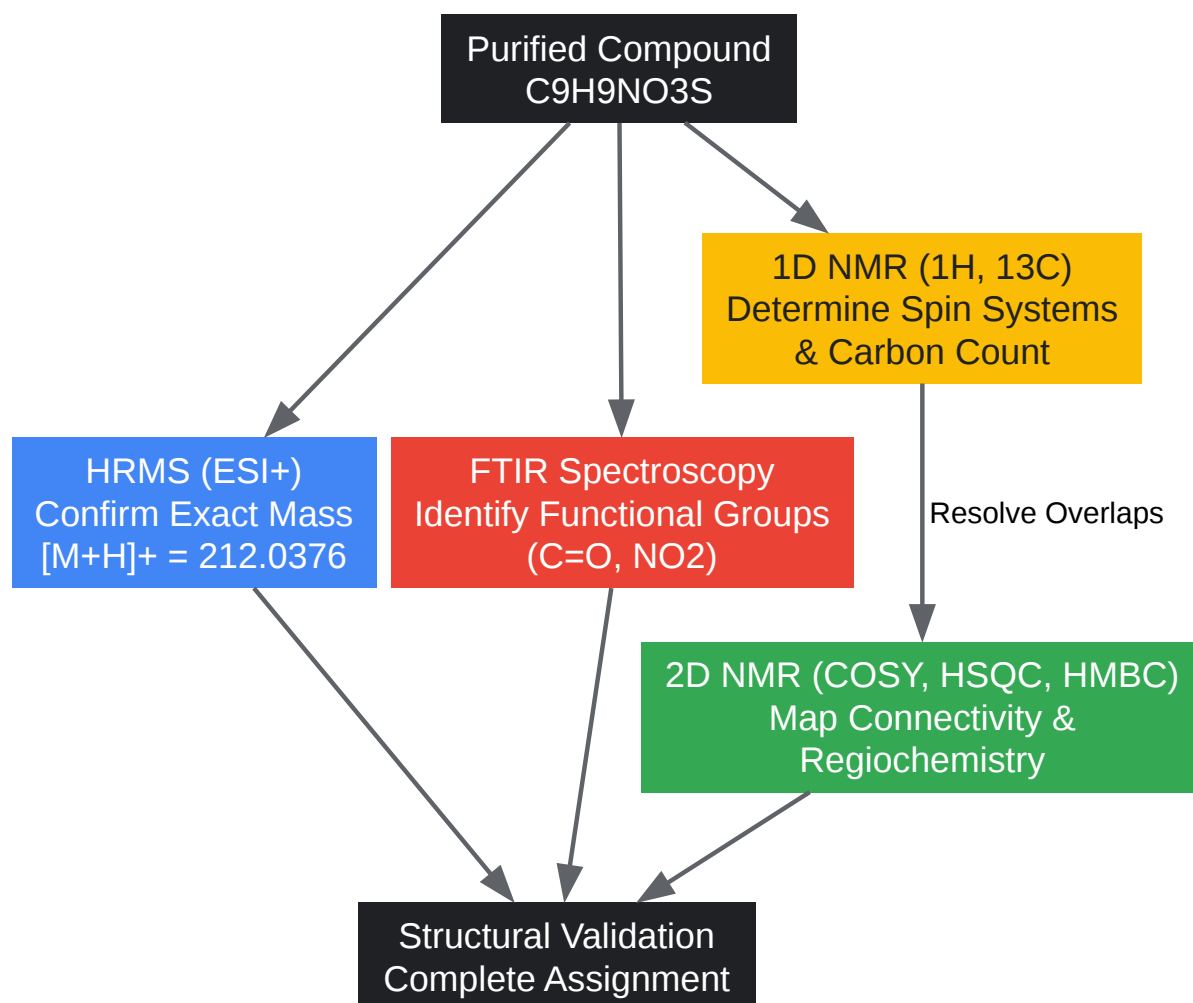 Purified Compound
C9H9NO3S
1D NMR (1H, 13C)
Determine Spin Systems
& Carbon Count
HRMS (ESI+)
Confirm Exact Mass
[M+H]+ = 212.0376
FTIR Spectroscopy
Identify Functional Groups
(C=O, NO2)
Resolve Overlaps
2D NMR (COSY, HSQC, HMBC)
Map Connectivity &
Regiochemistry
Structural Validation
Complete Assignment